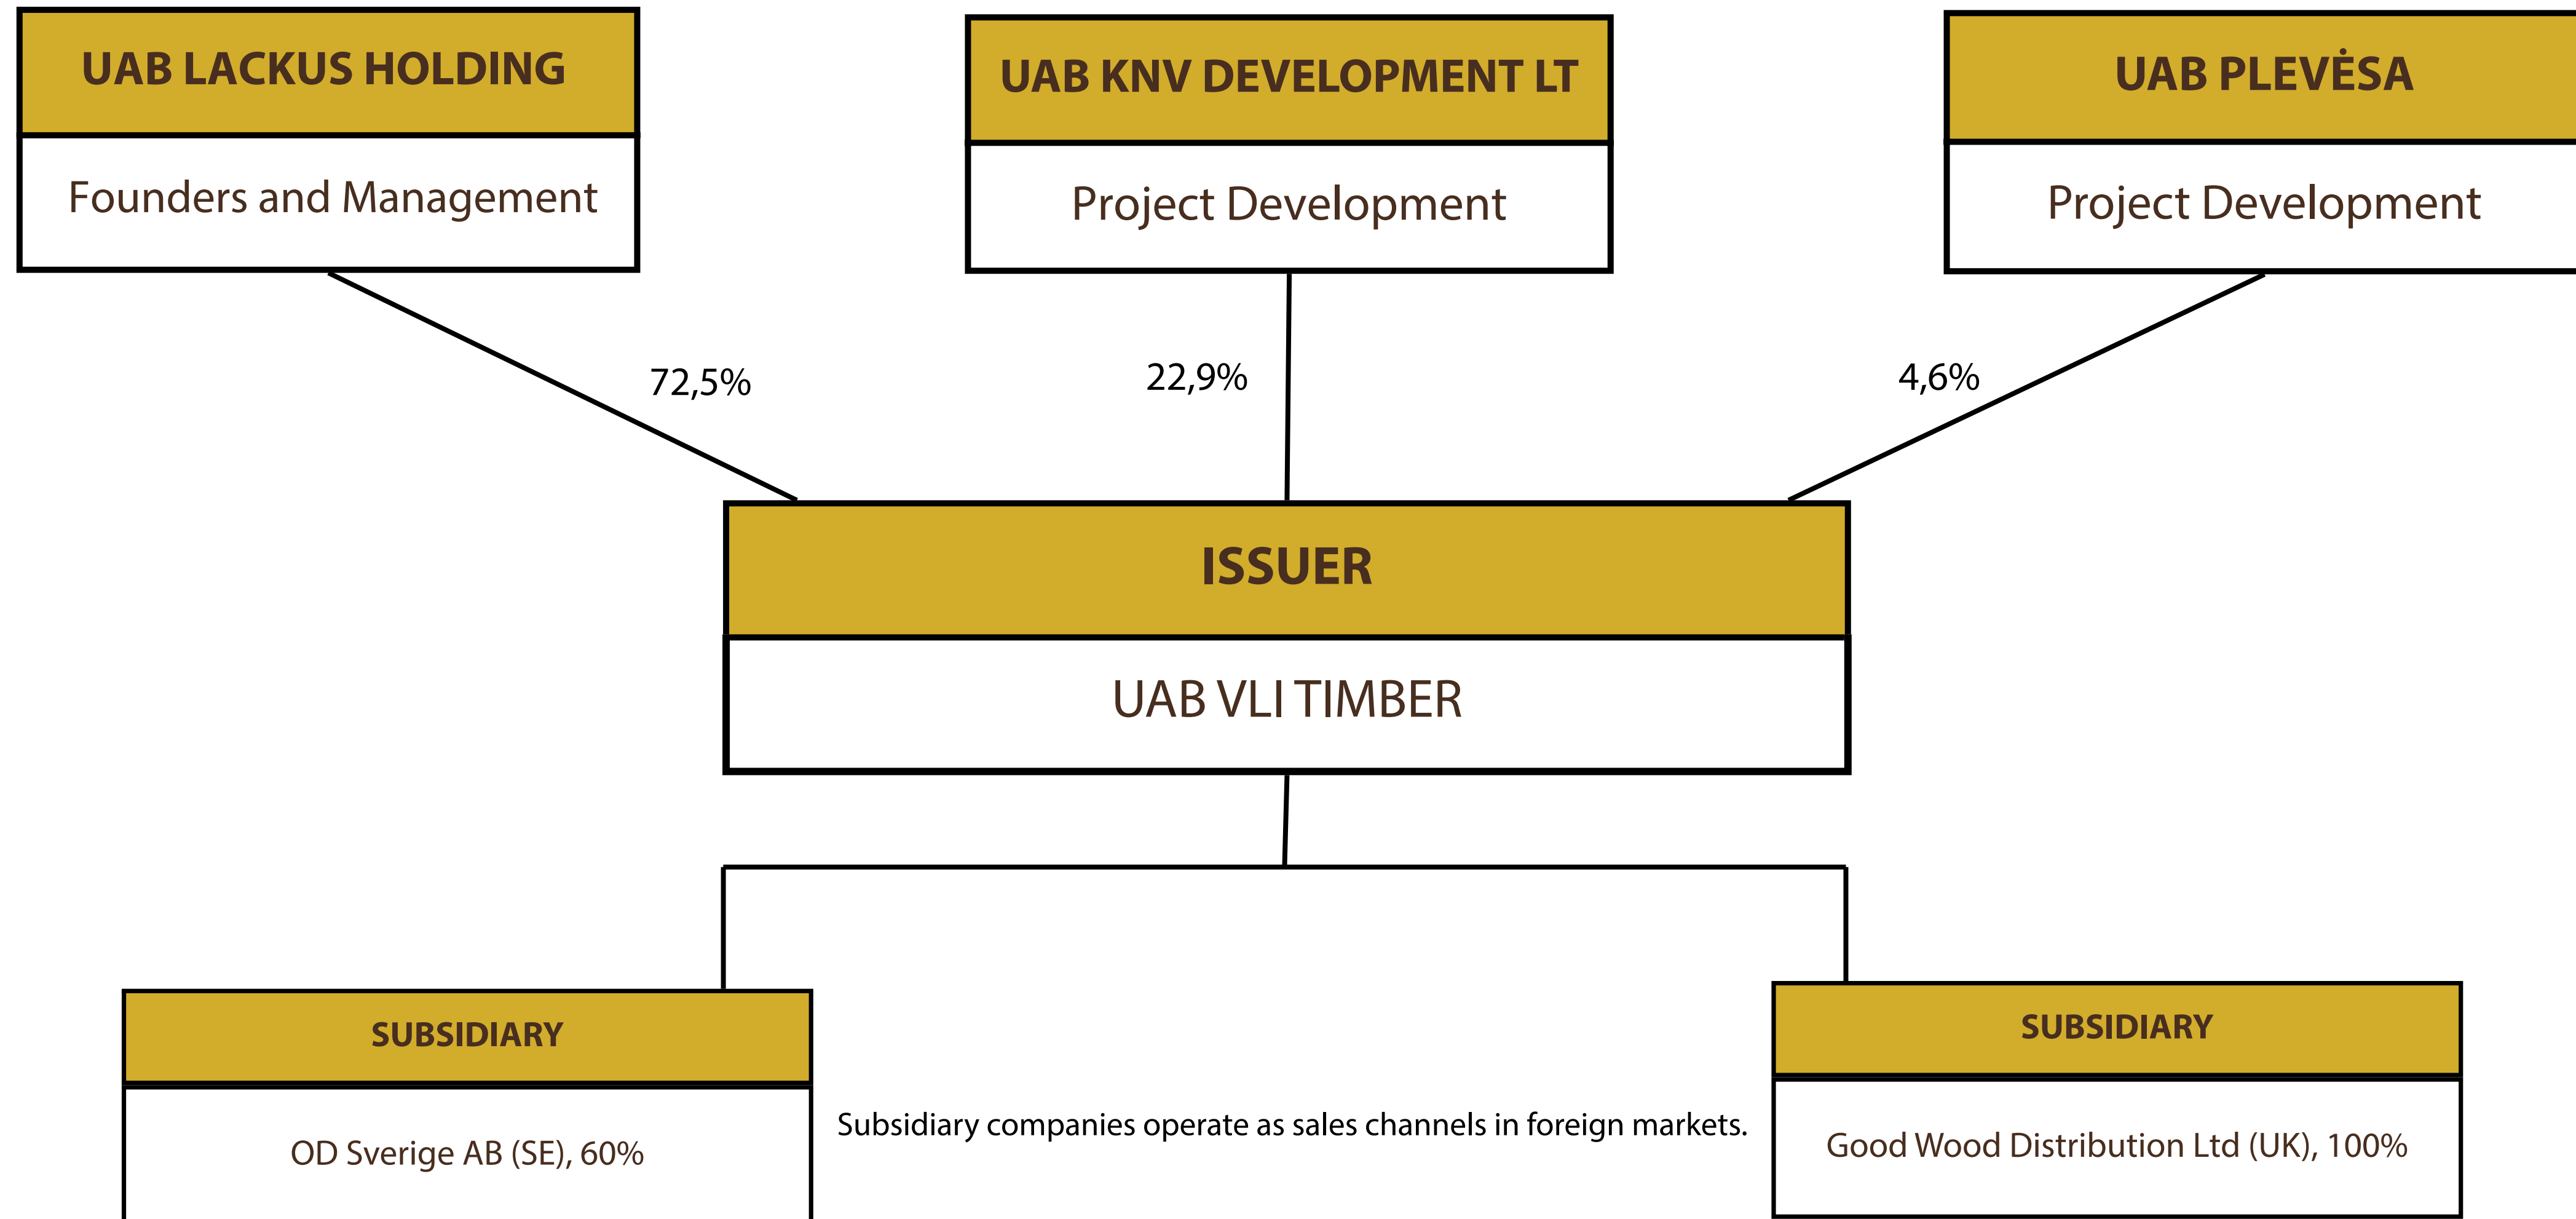 UAB LACKUS HOLDING
Founders and Management
UAB KNV DEVELOPMENT LT
Project Development
UAB PLEVĖSA
Project Development
72,5%
22,9%
4,6%
ISSUER
UAB VLI TIMBER
SUBSIDIARY
OD Sverige AB (SE), 60%
Subsidiary companies operate as sales channels in foreign markets.
SUBSIDIARY
Good Wood Distribution Ltd (UK), 100%